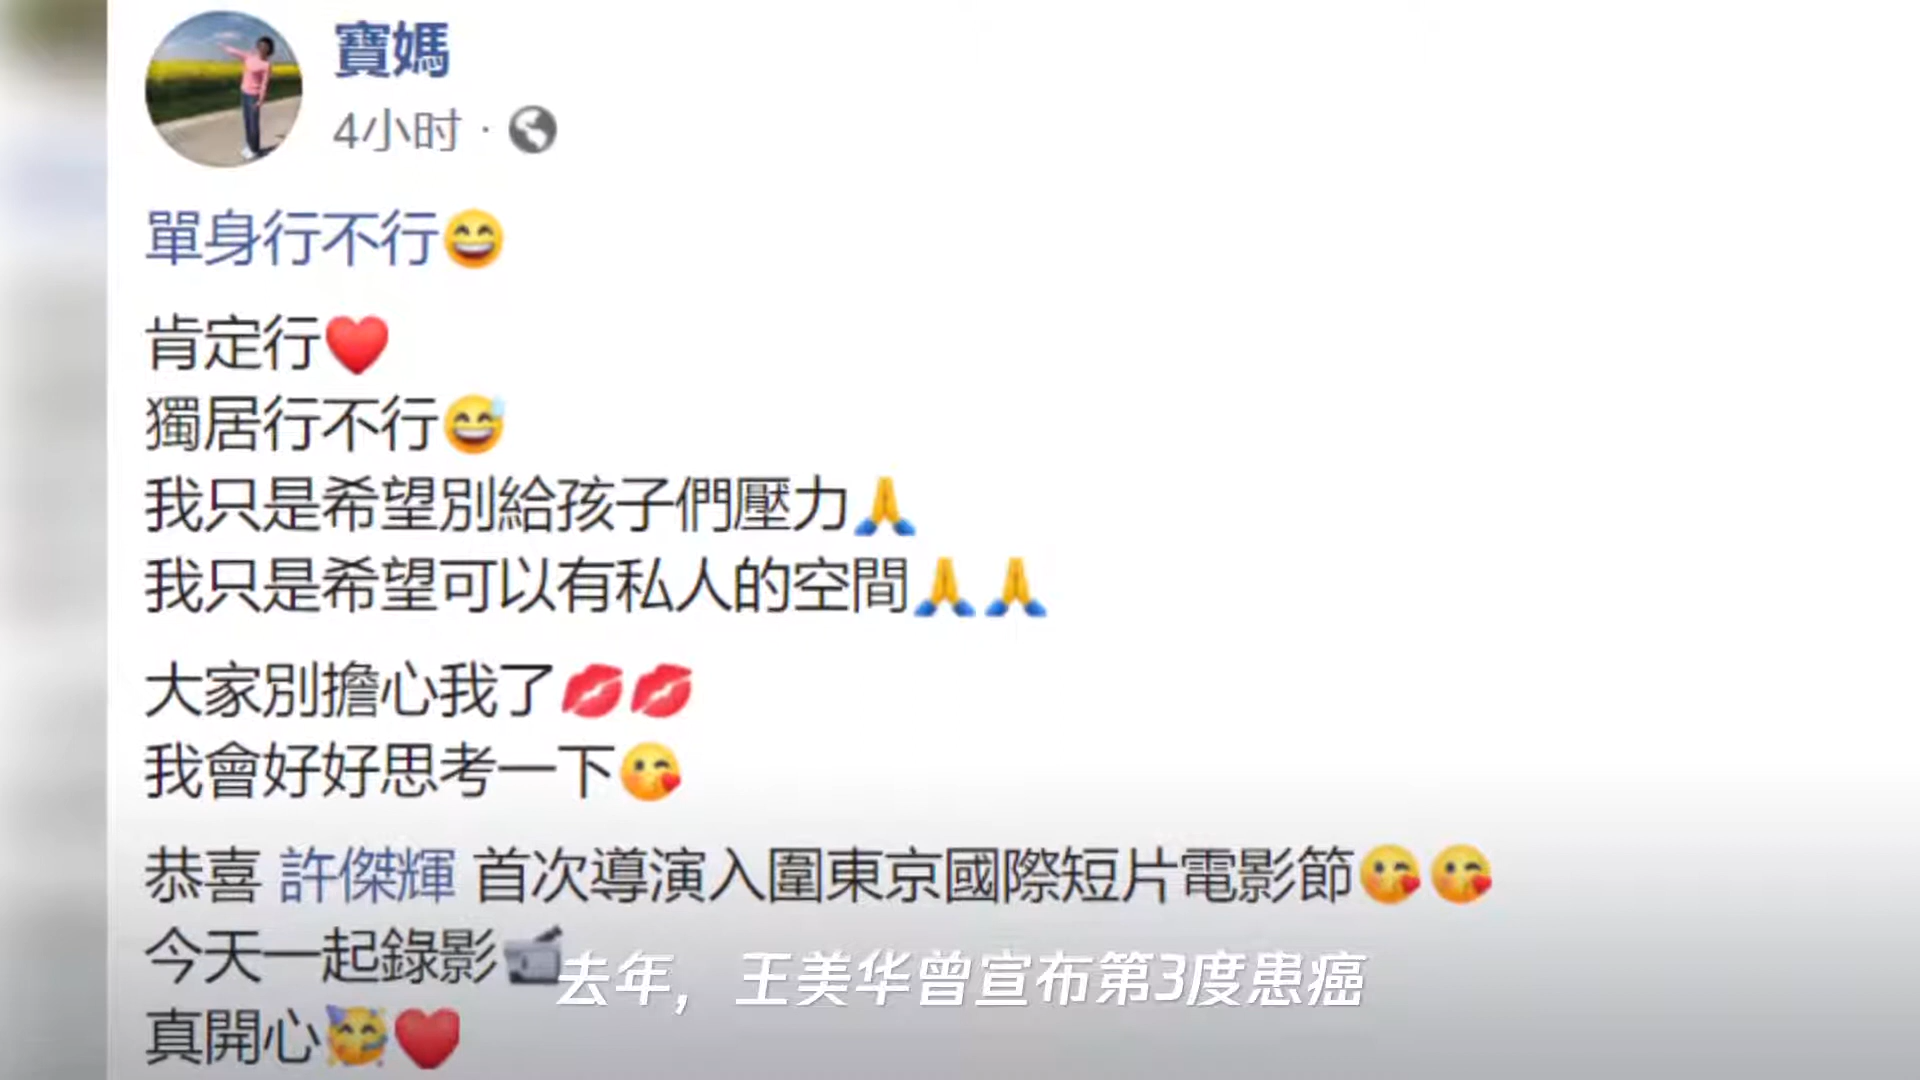 寶媽
4小时 ·
單身行不行😄
肯定行❤️
獨居行不行😅
我只是希望別給孩子們壓力🙏
我只是希望可以有私人的空間🙏🙏
大家別擔心我了💋💋
我會好好思考一下😘
恭喜 許傑輝 首次導演入圍東京國際短片電影節😘😘
今天一起錄影📹
真開心🥳❤️
去年，王美华曾宣布第3度患癌